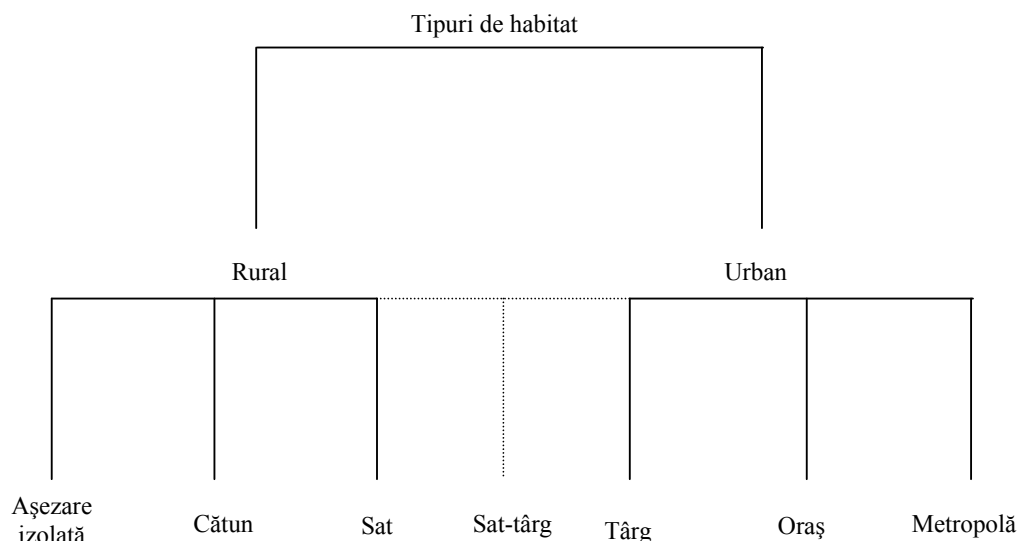 Tipuri de habitat
Rural
Urban
Aşezare
izolată
Cătun
Sat
Sat-târg
Târg
Oraş
Metropolă